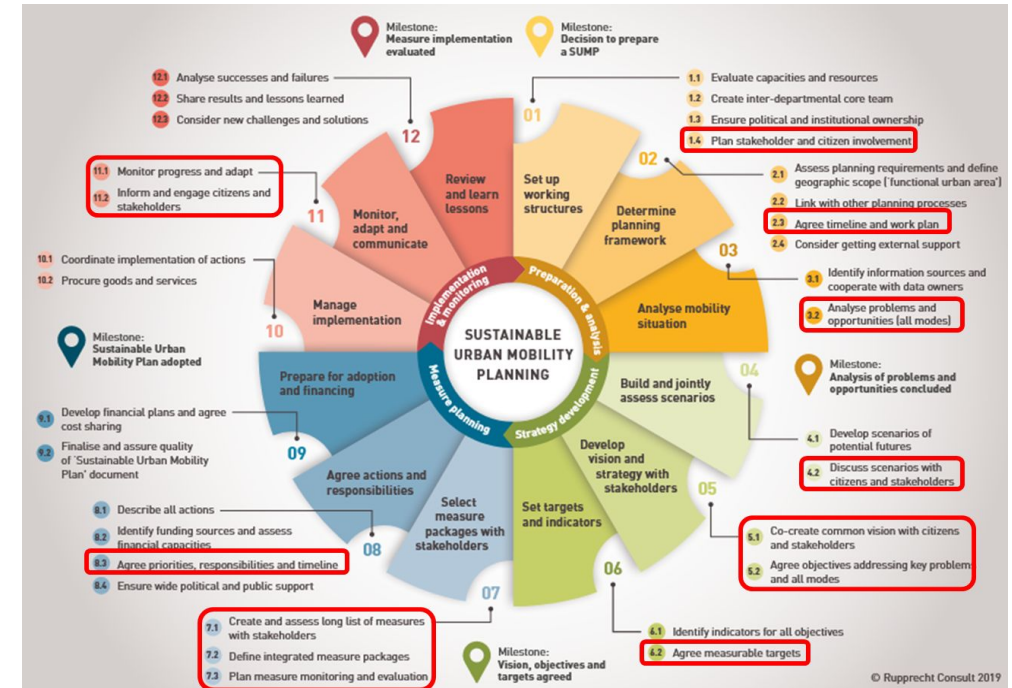 Milestone:
Measure implementation
evaluated
Milestone:
Decision to prepare
a SUMP
12.1 Analyse successes and failures
12.2 Share results and lessons learned
12.3 Consider new challenges and solutions
1.1 Evaluate capacities and resources
1.2 Create inter-departmental core team
1.3 Ensure political and institutional ownership
1.4 Plan stakeholder and citizen involvement
11.1 Monitor progress and adapt
11.2 Inform and engage citizens and
stakeholders
2.1 Assess planning requirements and define
geographic scope ('functional urban area')
2.2 Link with other planning processes
2.3 Agree timeline and work plan
2.4 Consider getting external support
10.1 Coordinate implementation of actions
10.2 Procure goods and services
3.1 Identify information sources and
cooperate with data owners
3.2 Analyse problems and
opportunities (all modes)
Milestone:
Sustainable Urban
Mobility Plan adopted
Milestone:
Analysis of problems and
opportunities concluded
9.1 Develop financial plans and agree
cost sharing
9.2 Finalise and assure quality
of 'Sustainable Urban Mobility
Plan' document
4.1 Develop scenarios of
potential futures
4.2 Discuss scenarios with
citizens and stakeholders
8.1 Describe all actions
8.2 Identify funding sources and assess
financial capacities
8.3 Agree priorities, responsibilities and timeline
8.4 Ensure wide political and public support
5.1 Co-create common vision with citizens
and stakeholders
5.2 Agree objectives addressing key problems
and all modes
7.1 Create and assess long list of measures
with stakeholders
7.2 Define integrated measure packages
7.3 Plan measure monitoring and evaluation
Milestone:
Vision, objectives and
targets agreed
6.1 Identify indicators for all objectives
6.2 Agree measurable targets
01
Set up
working
structures
02
Determine
planning
framework
03
Analyse mobility
situation
04
Build and jointly
assess scenarios
05
Develop
vision and
strategy with
stakeholders
06
Set targets
and indicators
07
Select
measure
packages with
stakeholders
08
Agree actions and
responsibilities
09
Prepare for adoption
and financing
10
Manage
implementation
11
Monitor,
adapt and
communicate
12
Review
and learn
lessons
Preparation & analysis
Strategy development
Measure planning
Implementation
& monitoring
SUSTAINABLE
URBAN MOBILITY
PLANNING
© Rupprecht Consult 2019